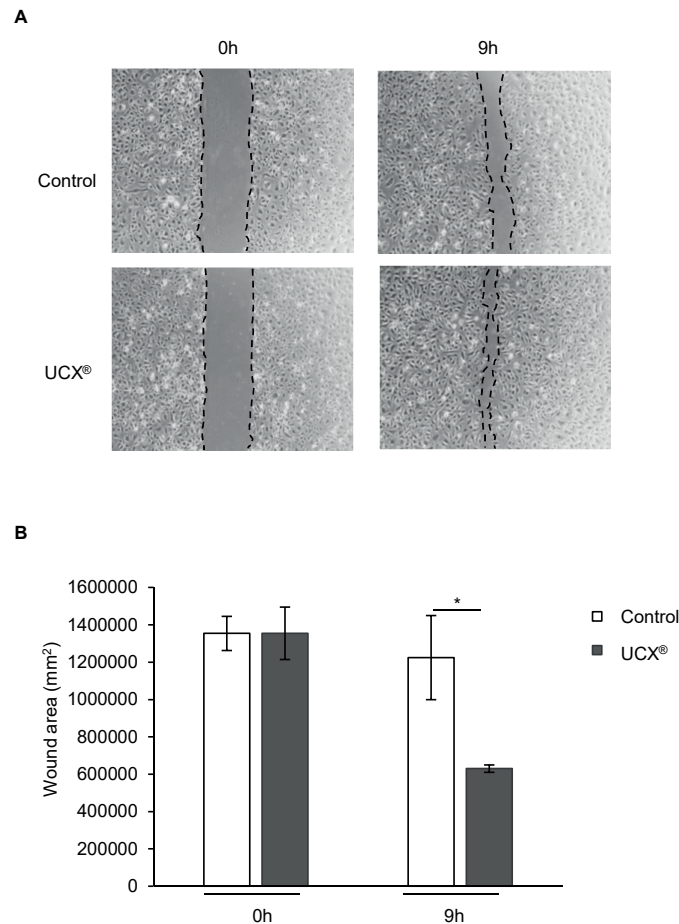 A
0h
9h
Control
UCX®
B
Wound area (mm²)
1600000
1400000
1200000
1000000
800000
600000
400000
200000
0
*
Control
UCX®
0h
9h